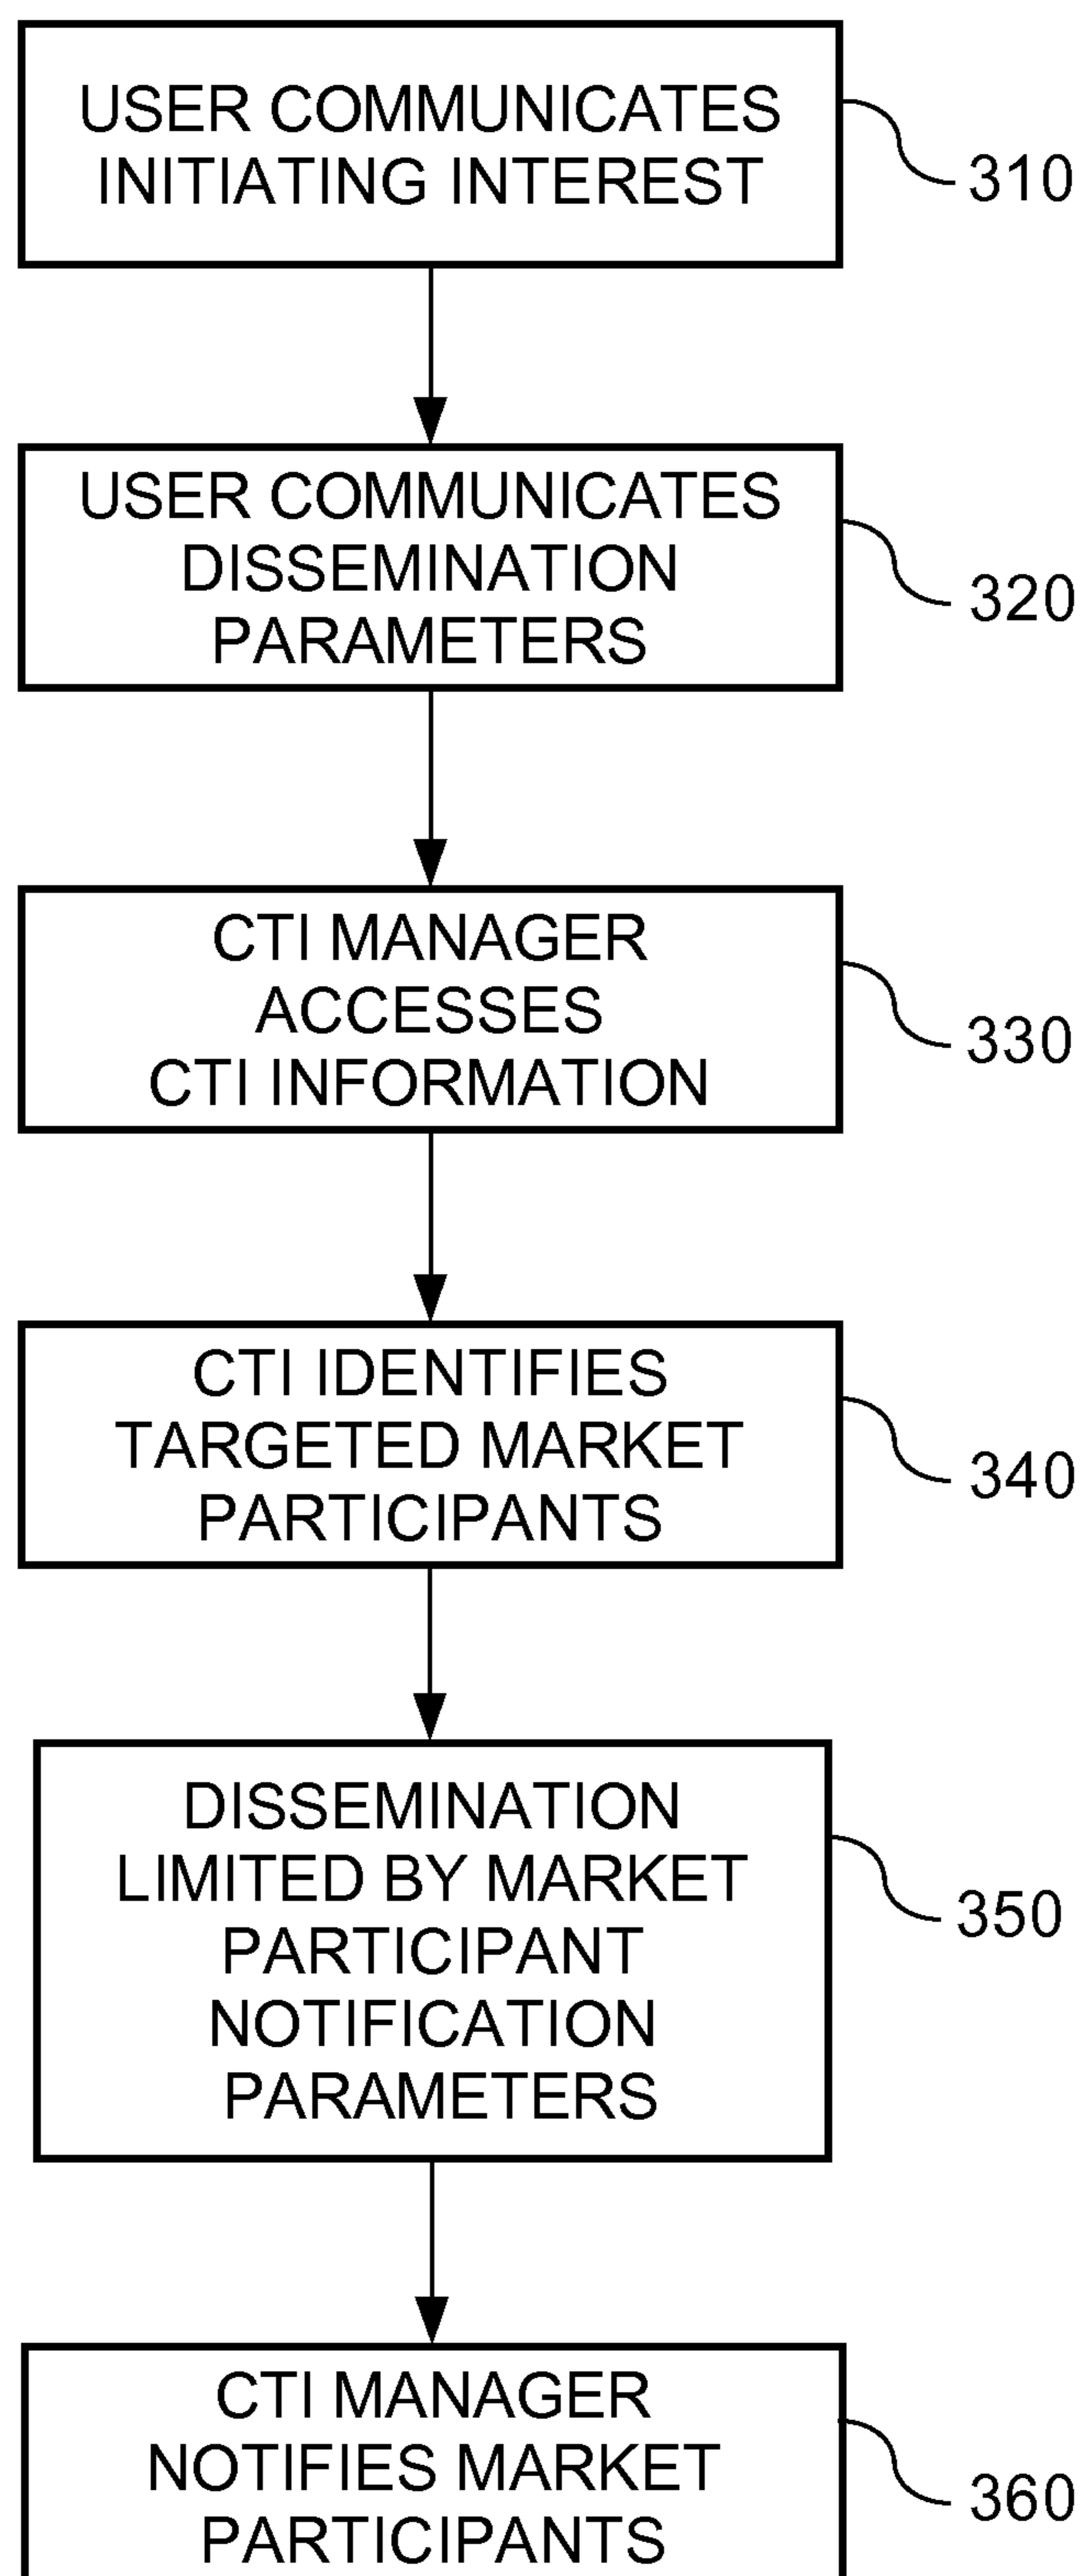 USER COMMUNICATES
INITIATING INTEREST
310
USER COMMUNICATES
DISSEMINATION
PARAMETERS
320
CTI MANAGER
ACCESSES
CTI INFORMATION
330
CTI IDENTIFIES
TARGETED MARKET
PARTICIPANTS
340
DISSEMINATION
LIMITED BY MARKET
PARTICIPANT
NOTIFICATION
PARAMETERS
350
CTI MANAGER
NOTIFIES MARKET
PARTICIPANTS
360